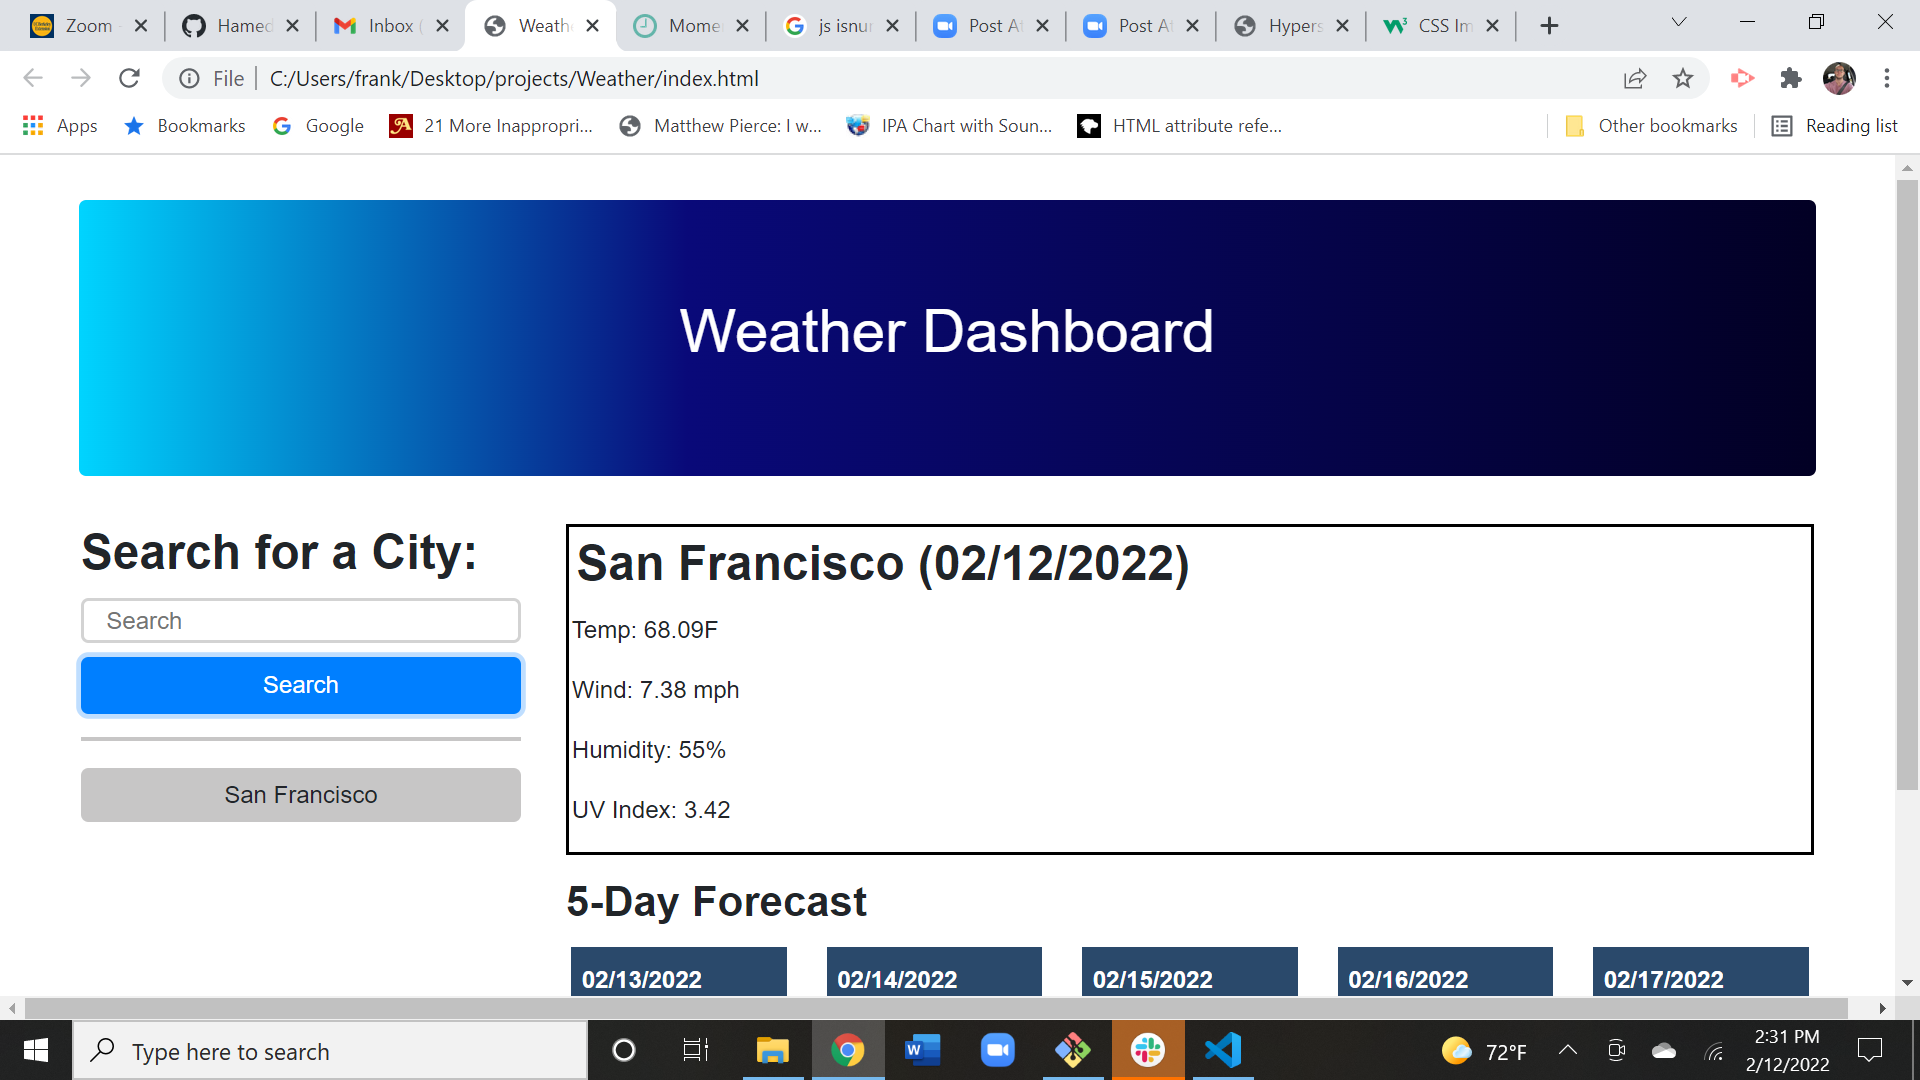 Zoom
Hamed
Inbox (
Weathe
Mome
js isnu
Post At
Post At
Hypers
CSS Im
File
C:/Users/frank/Desktop/projects/Weather/index.html
Apps
Bookmarks
Google
21 More Inappropri...
Matthew Pierce: I w...
IPA Chart with Soun...
HTML attribute refe...
Other bookmarks
Reading list
Weather Dashboard
Search for a City:
Search
Search
San Francisco
San Francisco (02/12/2022)
Temp: 68.09F
Wind: 7.38 mph
Humidity: 55%
UV Index: 3.42
5-Day Forecast
02/13/2022
02/14/2022
02/15/2022
02/16/2022
02/17/2022
Type here to search
72°F
2:31 PM
2/12/2022